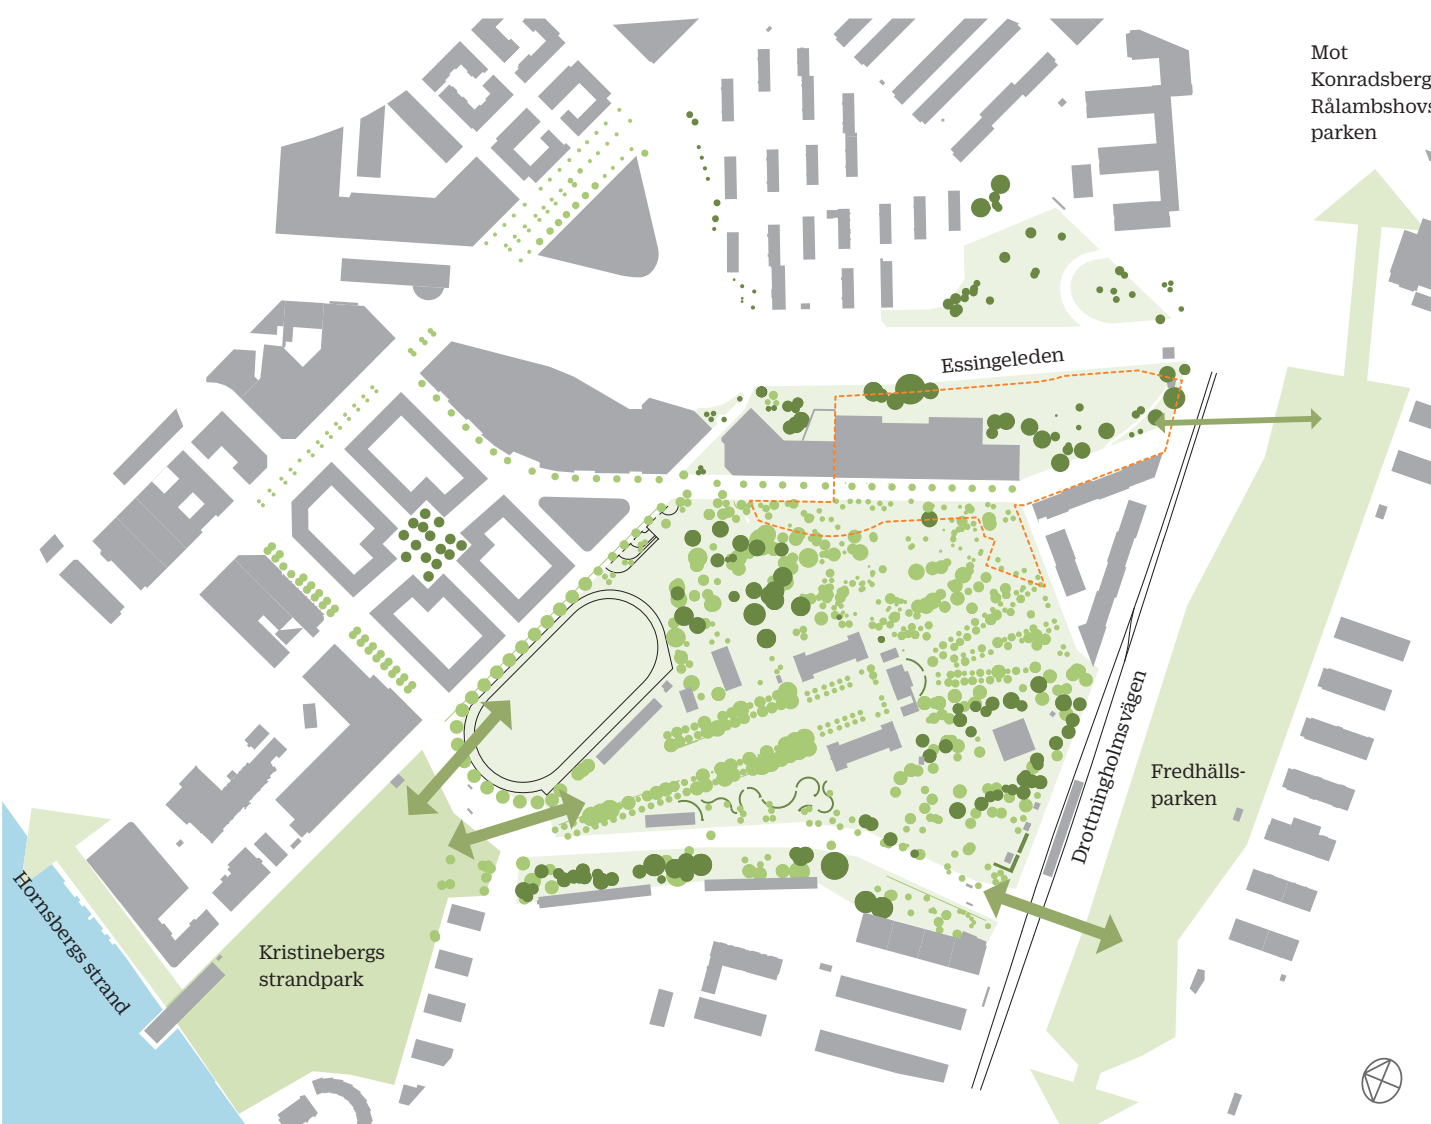 Mot
Konradsberg
Rålambshovs
parken
Essingeleden
Drottningholmsvägen
Fredhälls-
parken
Hornsbergs strand
Kristinebergs
strandpark